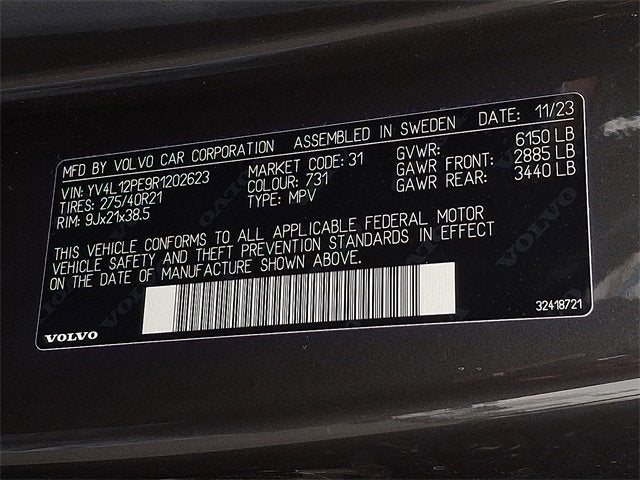 MFD BY VOLVO CAR CORPORATION ASSEMBLED IN SWEDEN DATE: 11/23
VIN: YV4L12PE9R1202623 MARKET CODE: 31 GVWR: 6150 LB
TIRES: 275/40R21 COLOUR: 731 GAWR FRONT: 2885 LB
RIM: 9Jx21x38.5 TYPE: MPV GAWR REAR: 3440 LB
THIS VEHICLE CONFORMS TO ALL APPLICABLE FEDERAL MOTOR
VEHICLE SAFETY AND THEFT PREVENTION STANDARDS IN EFFECT
ON THE DATE OF MANUFACTURE SHOWN ABOVE.
VOLVO 32418721